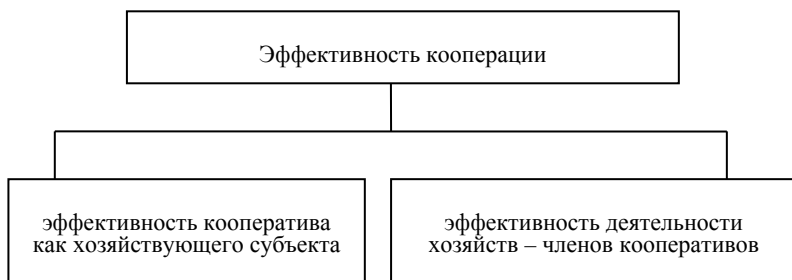 Эффективность кооперации
эффективность кооператива
как хозяйствующего субъекта
эффективность деятельности
хозяйств – членов кооперативов